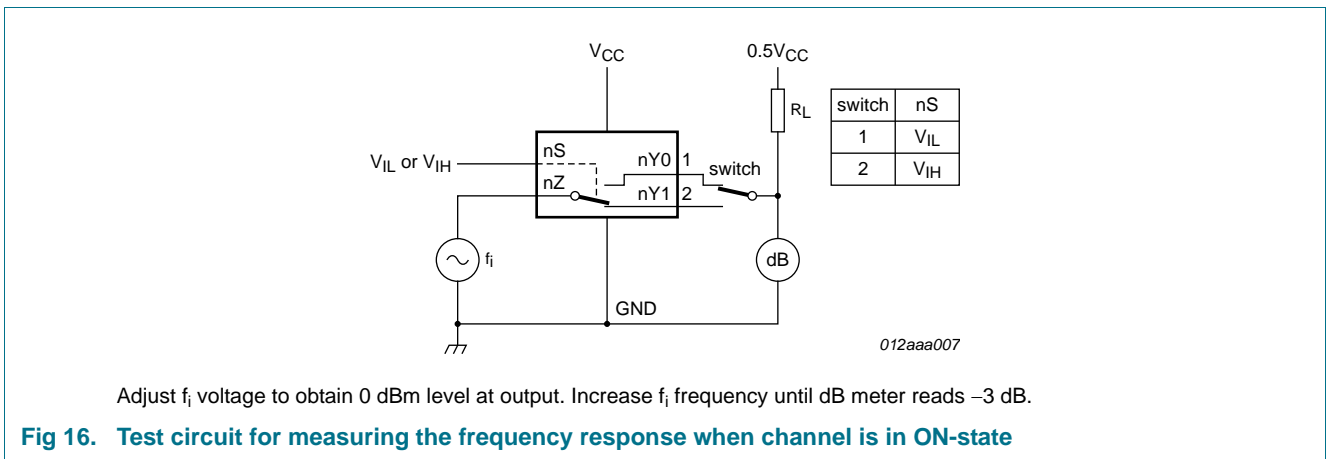 VCC
0.5VCC
RL
switch nS
1 VIL
2 VIH
VIL or VIH
nS
nY0 1
switch
nZ
nY1 2
fi
dB
GND
012aaa007
Adjust fi voltage to obtain 0 dBm level at output. Increase fi frequency until dB meter reads −3 dB.
Fig 16. Test circuit for measuring the frequency response when channel is in ON-state